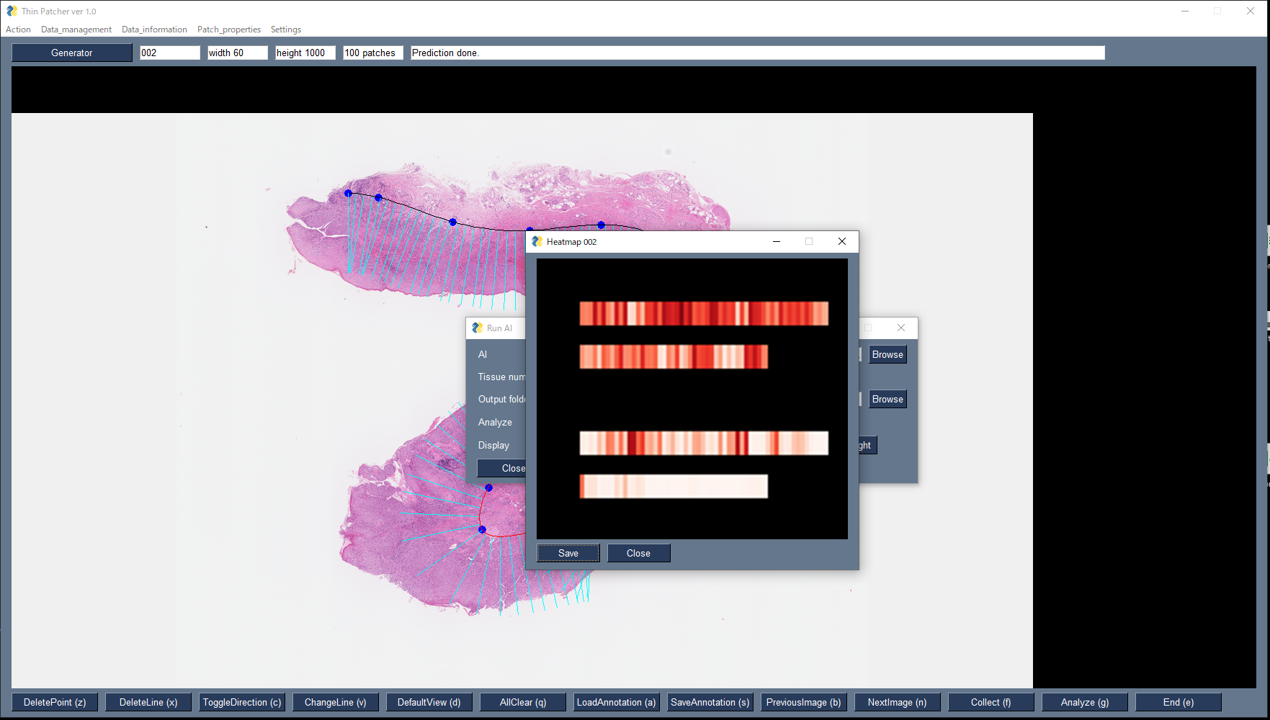 Thin Patcher ver 1.0
Action Data_management Data_information Patch_properties Settings
Generator 002 width 60 height 1000 100 patches Prediction done.
Heatmap 002
Run AI
AI
Browse
Tissue num
Output folde
Browse
Analyze
Display
ght
Close
Save Close
DeletePoint (z) DeleteLine (x) ToggleDirection (c) ChangeLine (v) DefaultView (d) AllClear (q) LoadAnnotation (a) SaveAnnotation (s) PreviousImage (b) NextImage (n) Collect (f) Analyze (g) End (e)